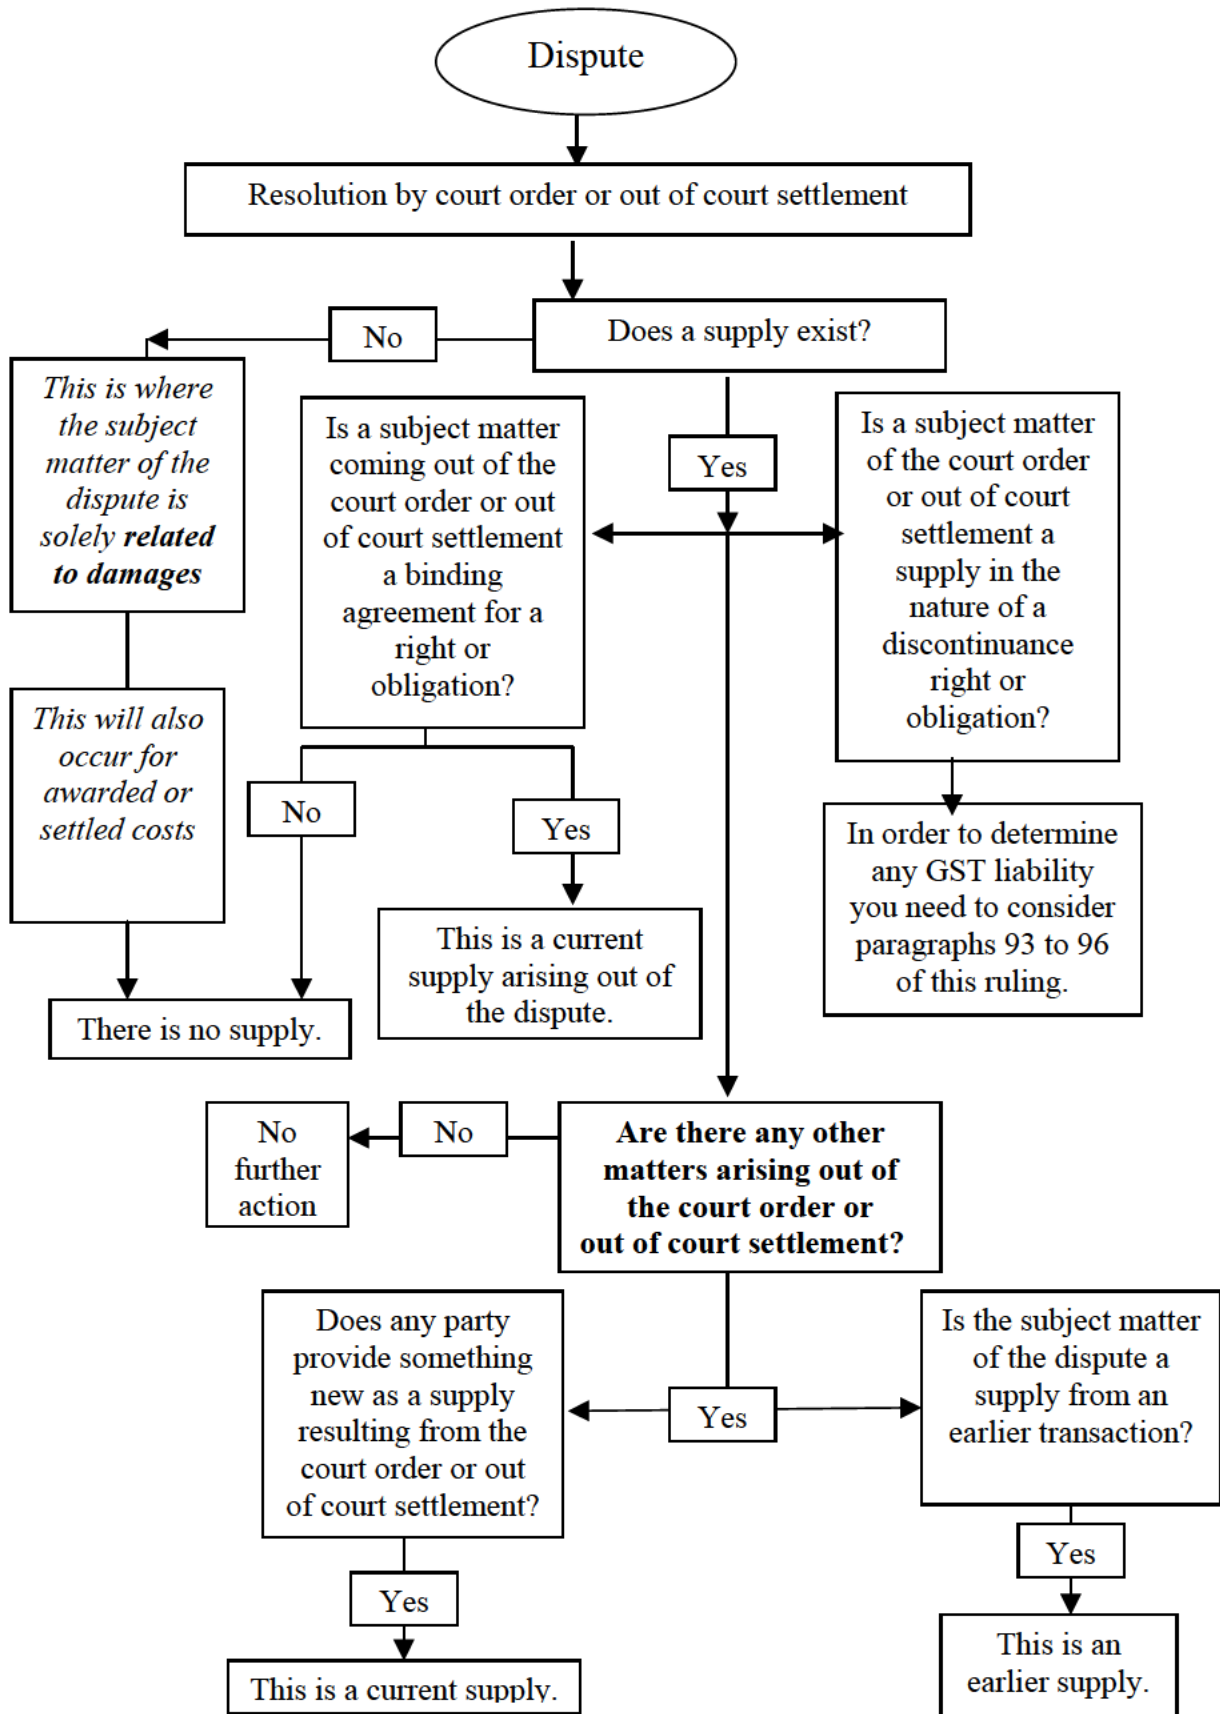 Dispute
Resolution by court order or out of court settlement
Does a supply exist?
No
This is where
the subject
matter of the
dispute is
solely related
to damages
This will also
occur for
awarded or
settled costs
Is a subject matter
coming out of the
court order or out
of court settlement
a binding
agreement for a
right or
obligation?
Yes
Is a subject matter
of the court order
or out of court
settlement a
supply in the
nature of a
discontinuance
right or
obligation?
No
Yes
There is no supply.
This is a current
supply arising out of
the dispute.
In order to determine
any GST liability
you need to consider
paragraphs 93 to 96
of this ruling.
Are there any other
matters arising out of
the court order or
out of court settlement?
No
No
further
action
Does any party
provide something
new as a supply
resulting from the
court order or out
of court settlement?
Yes
Is the subject matter
of the dispute a
supply from an
earlier transaction?
Yes
Yes
This is a current supply.
This is an
earlier supply.